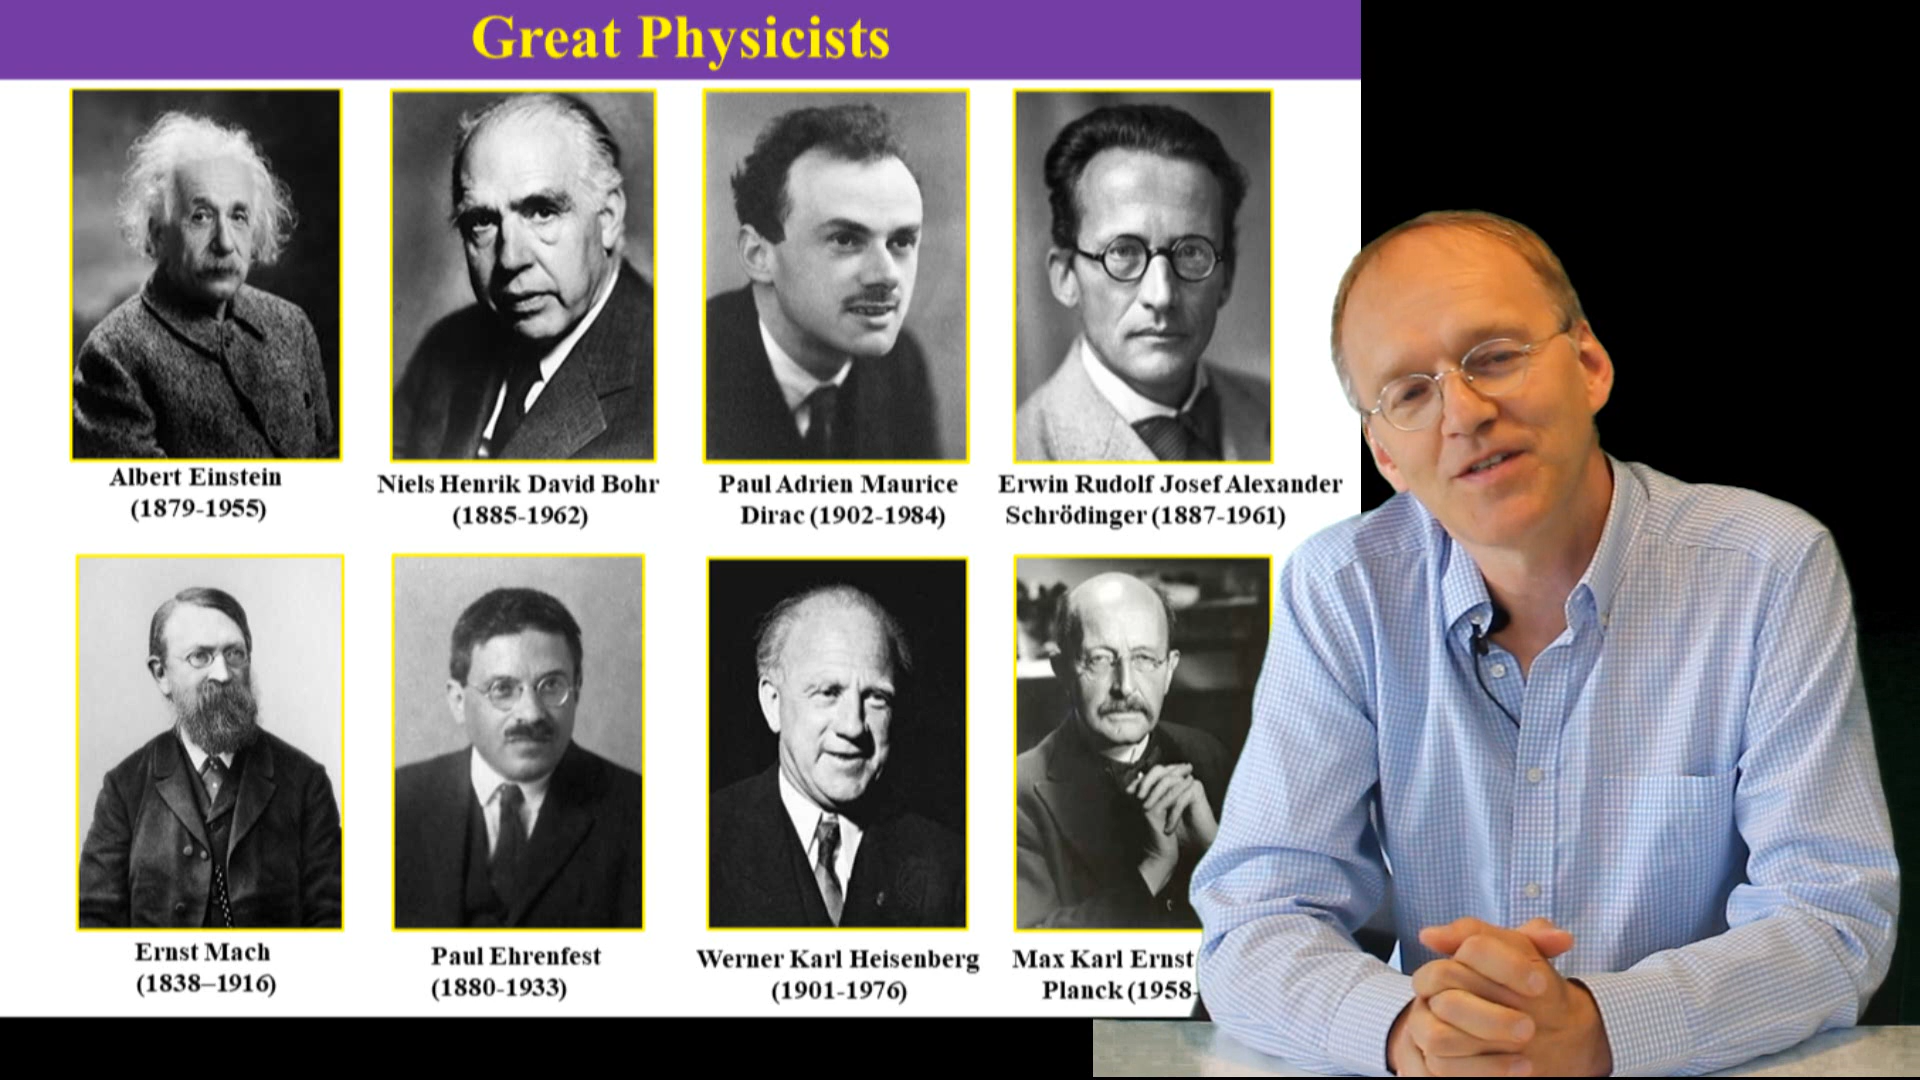 Great Physicists
Albert Einstein
(1879-1955)
Niels Henrik David Bohr
(1885-1962)
Paul Adrien Maurice
Dirac (1902-1984)
Erwin Rudolf Josef Alexander
Schrödinger (1887-1961)
Ernst Mach
(1838–1916)
Paul Ehrenfest
(1880-1933)
Werner Karl Heisenberg
(1901-1976)
Max Karl Ernst
Planck (1958-